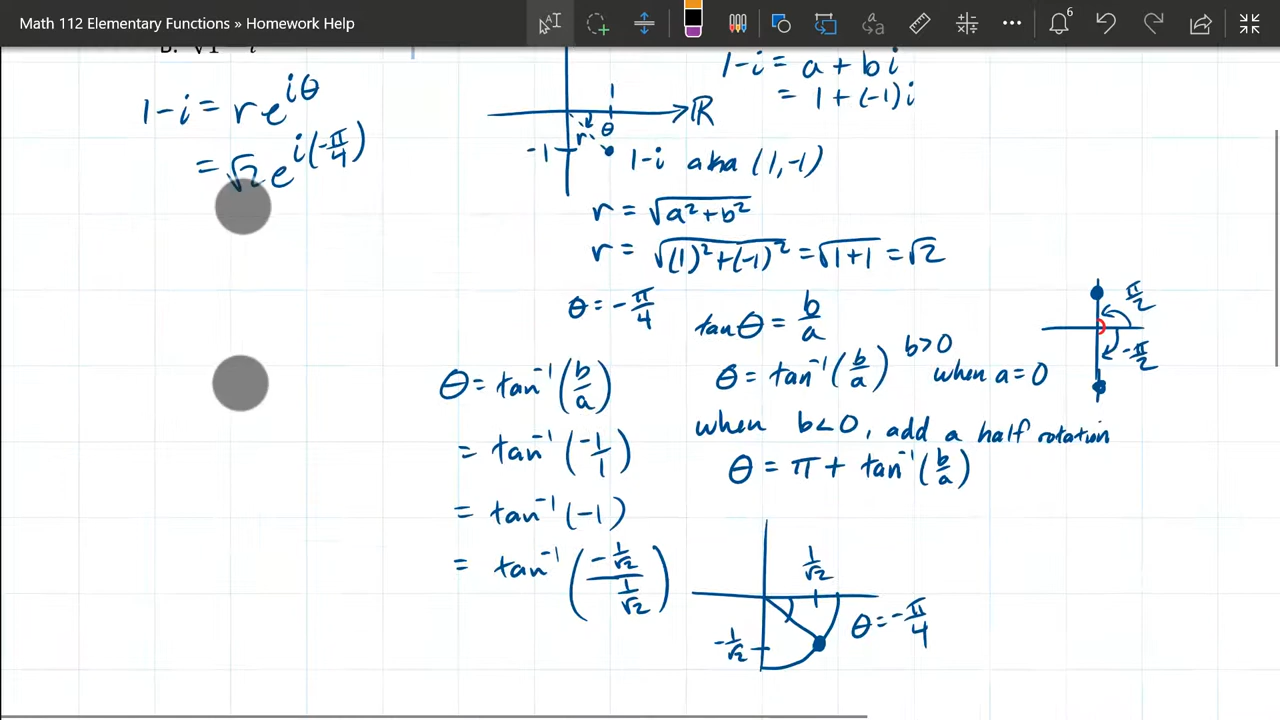 Math 112 Elementary Functions » Homework Help
6
1-i = re^{iθ}
= √2 e^{i(-π/4)}
1
ℝ
θ
r
-1
1-i aka (1,-1)
1-i = a + bi
= 1 + (-1)i
r = √(a²+b²)
r = √((1)²+(-1)²) = √(1+1) = √2
θ = -π/4
tan θ = b/a
θ = tan⁻¹(b/a) b>0 when a=0
π/2
-π/2
when b<0, add a half rotation
θ = π + tan⁻¹(b/a)
θ = tan⁻¹(b/a)
= tan⁻¹(-1/1)
= tan⁻¹(-1)
= tan⁻¹((-1/√2)/(1/√2))
1/√2
-1/√2
θ = -π/4